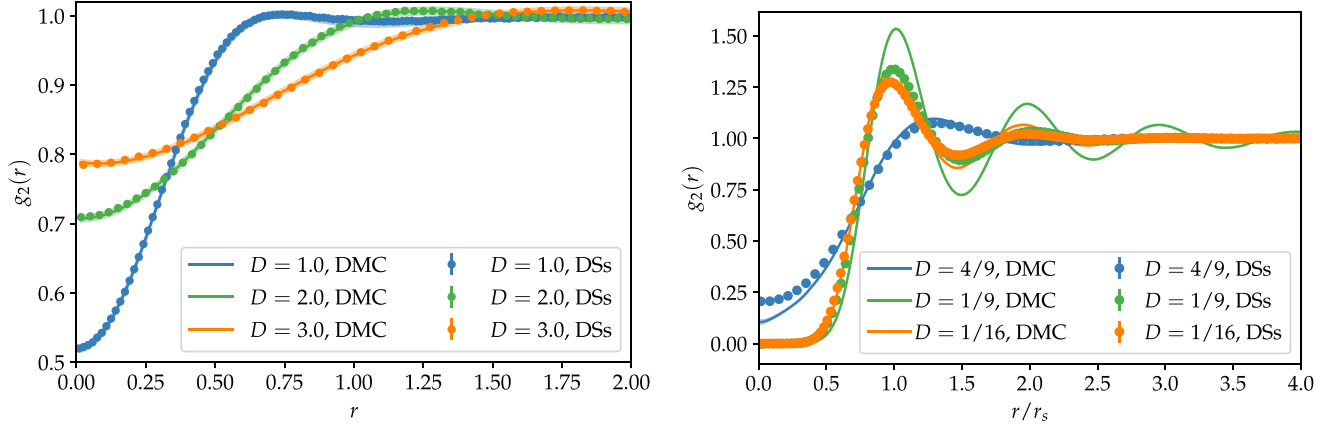 1.0
0.9
0.8
0.7
0.6
0.5
g₂(r)
D = 1.0, DMC
D = 2.0, DMC
D = 3.0, DMC
D = 1.0, DSs
D = 2.0, DSs
D = 3.0, DSs
0.00 0.25 0.50 0.75 1.00 1.25 1.50 1.75 2.00
r
1.50
1.25
1.00
0.75
0.50
0.25
0.00
g₂(r)
D = 4/9, DMC
D = 1/9, DMC
D = 1/16, DMC
D = 4/9, DSs
D = 1/9, DSs
D = 1/16, DSs
0.0 0.5 1.0 1.5 2.0 2.5 3.0 3.5 4.0
r/rₛ